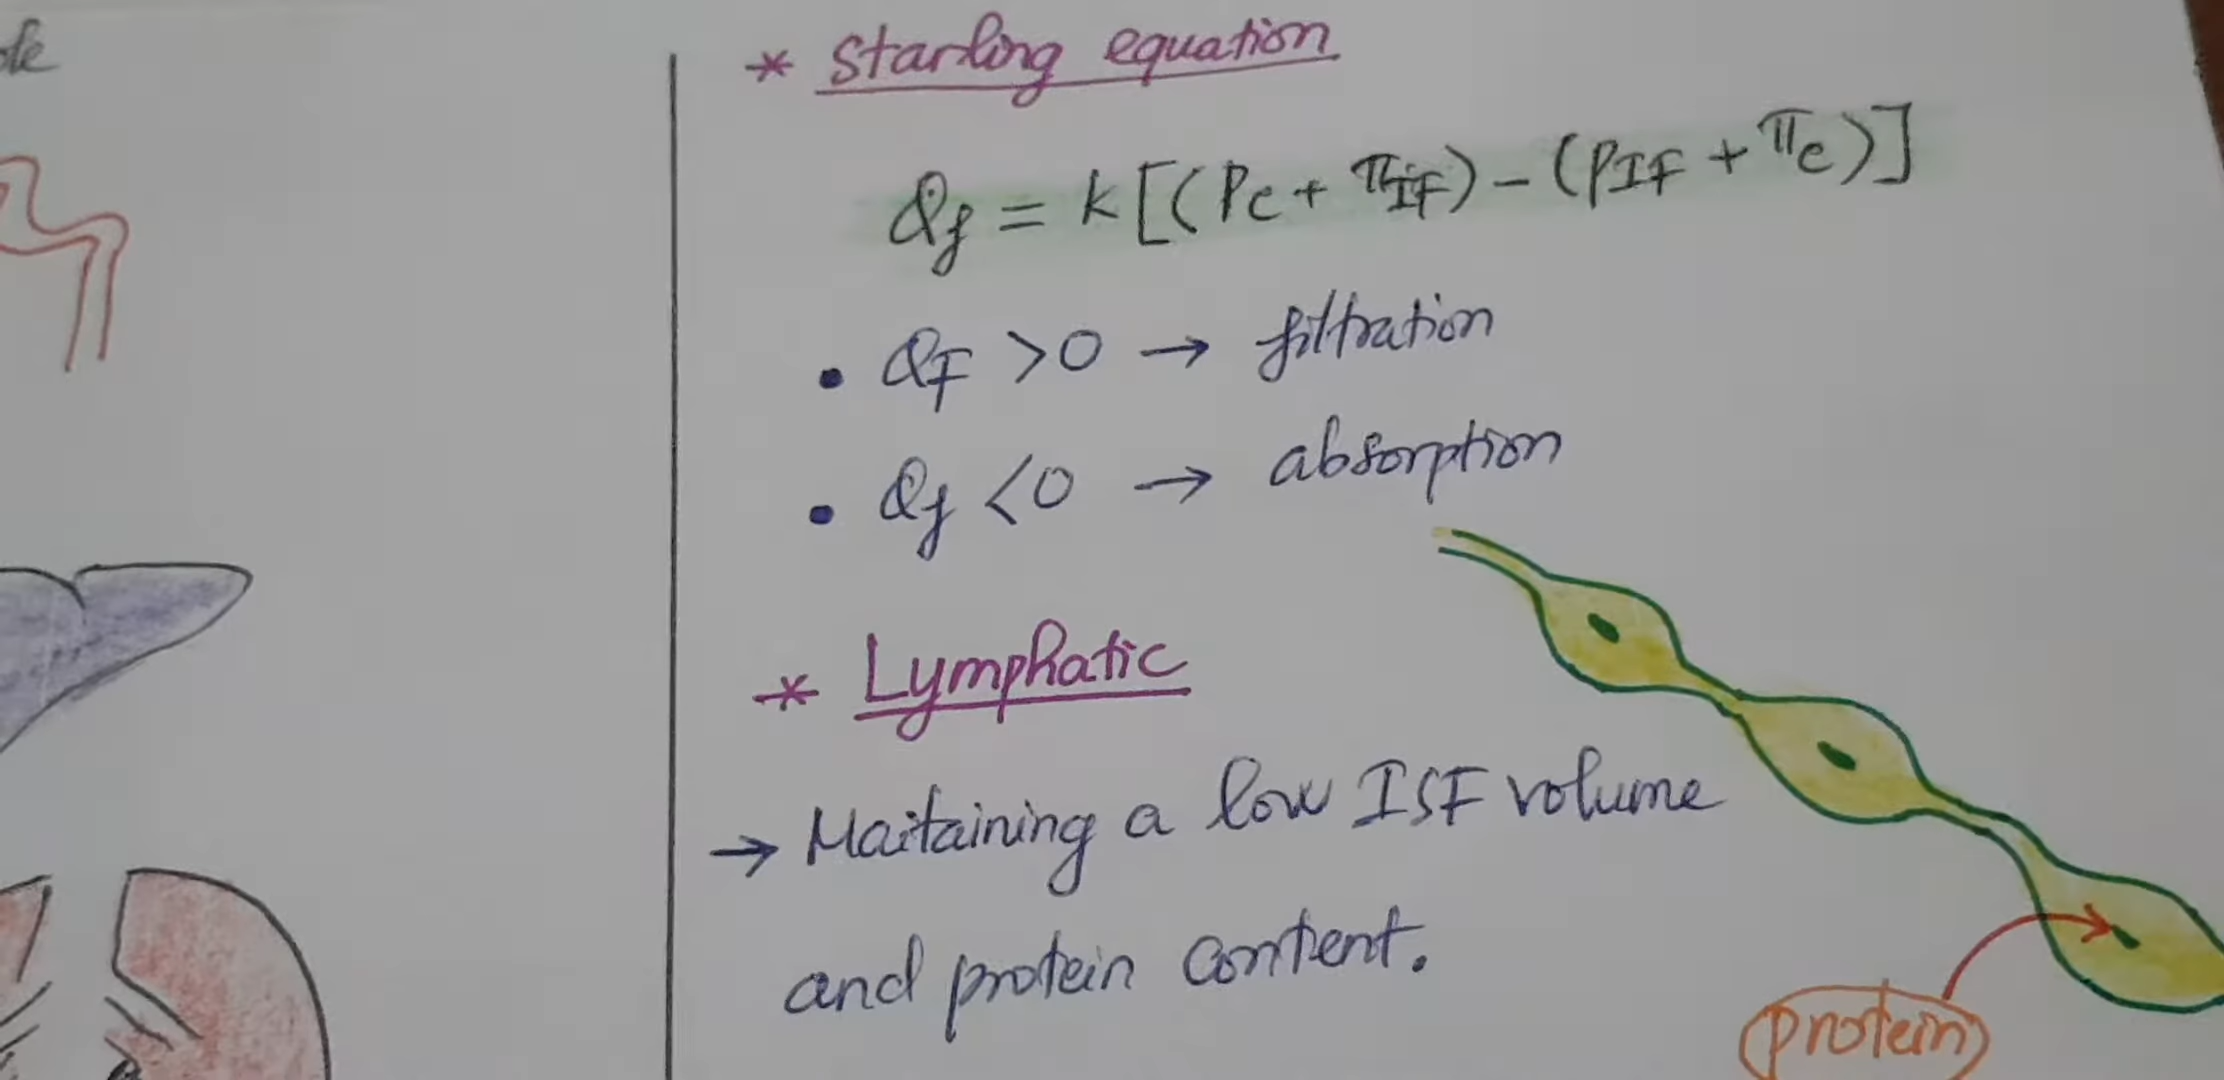 * Starling equation
Qf = K[(Pc + πIF) - (PIF + πc)]
• QF >0 → filtration
• Qf <0 → absorption
* Lymphatic
→ Maitaining a low ISF volume
and protein content.
protein